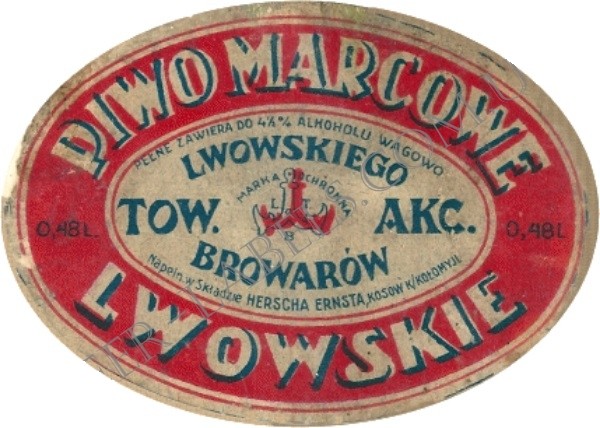 PIWO MARCOWE
PEŁNE ZAWIERA DO 4½% ALKOHOLU WAGOWO
LWOWSKIEGO
MARKA OCHRONNA
L T
A B
TOW. AKC.
0,48 L. 0,48 L
BROWARÓW
Napełn. w Składzie HERSCHA ERNSTA, KOSOW K/KOŁOMYJI
LWOWSKIE